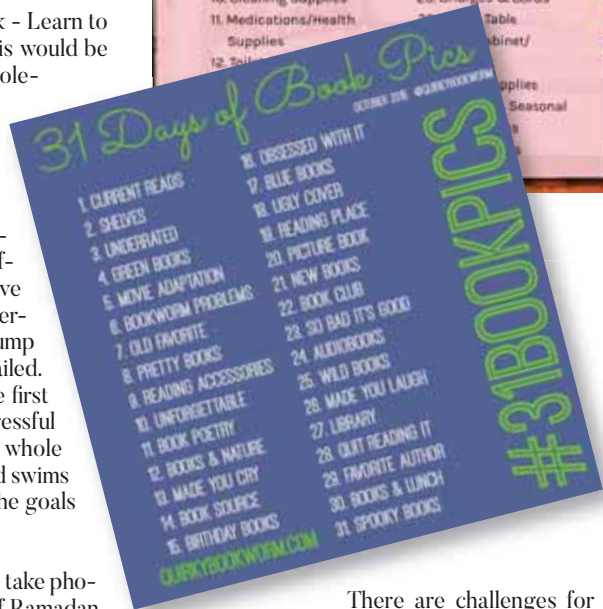 k - Learn to
is would be
ole-
-
f-
ve
er-
ump
ailed.
e first
ressful
whole
d swims
he goals
take pho-
of Ramadan
10. Cleaning Supplies
11. Medications/Health
Supplies
12.
Table
binet/
pplies
Seasonal
s
s
31 Days of Book Pics
OCTOBER 2016 @QUIRKYBOOKWORM
1. CURRENT READS
2. SHELVES
3. UNDERRATED
4. GREEN BOOKS
5. MOVIE ADAPTATION
6. BOOKWORM PROBLEMS
7. OLD FAVORITE
8. PRETTY BOOKS
9. READING ACCESSORIES
10. UNFORGETTABLE
11. BOOK POETRY
12. BOOKS & NATURE
13. MADE YOU CRY
14. BOOK SOURCE
15. BIRTHDAY BOOKS
16. OBSESSED WITH IT
17. BLUE BOOKS
18. UGLY COVER
19. READING PLACE
20. PICTURE BOOK
21. NEW BOOKS
22. BOOK CLUB
23. SO BAD IT'S GOOD
24. AUDIOBOOKS
25. WILD BOOKS
26. MADE YOU LAUGH
27. LIBRARY
28. QUIT READING IT
29. FAVORITE AUTHOR
30. BOOKS & LUNCH
31. SPOOKY BOOKS
QUIRKYBOOKWORM.COM
#31BOOKPICS
There are challenges for